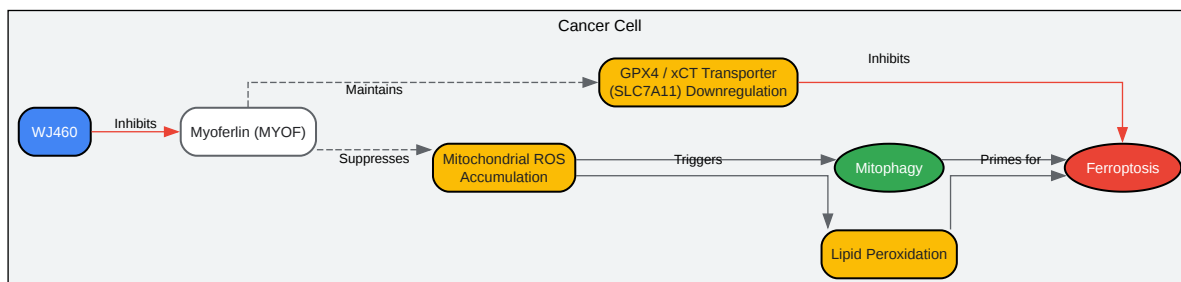 Cancer Cell
WJ460
Inhibits
Myoferlin (MYOF)
Maintains
Suppresses
GPX4 / xCT Transporter
(SLC7A11) Downregulation
Inhibits
Mitochondrial ROS
Accumulation
Triggers
Mitophagy
Primes for
Ferroptosis
Lipid Peroxidation